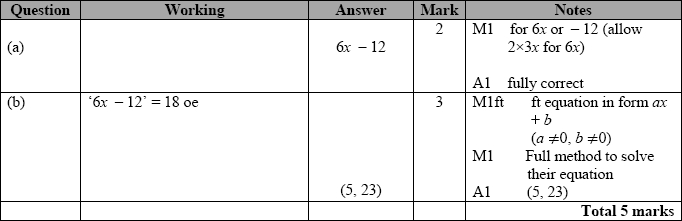 Question Working Answer Mark Notes
2 M1 for 6x or – 12 (allow
(a) 6x – 12 2×3x for 6x)
A1 fully correct
(b) ‘6x – 12’ = 18 oe 3 M1ft ft equation in form ax
+ b
(a ≠0, b ≠0)
M1 Full method to solve
their equation
(5, 23) A1 (5, 23)
Total 5 marks